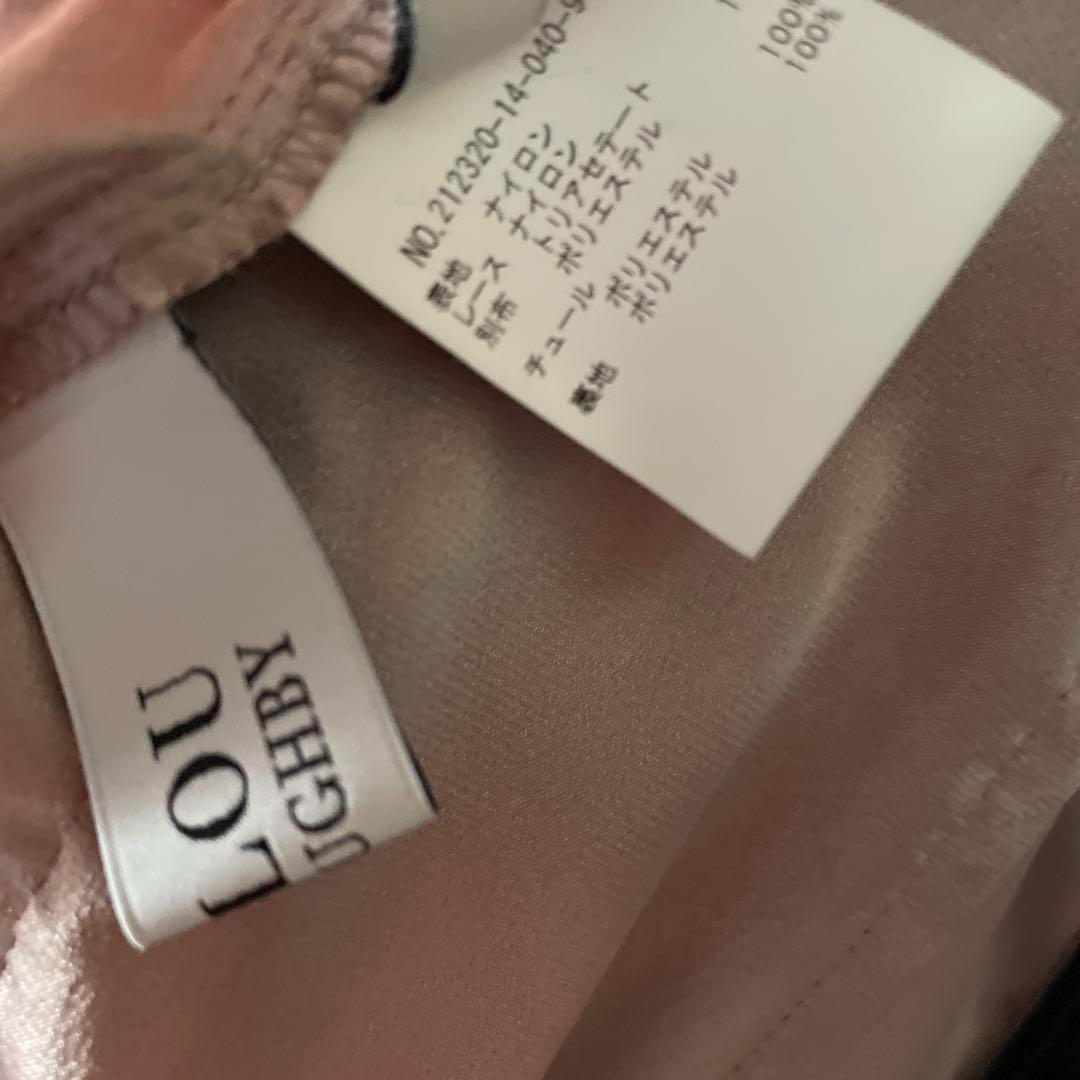 NO.212320-14-040-9
表地 ナイロン
レース ナイロン
別布 トリアセテート
ポリエステル
チュール ポリエステル 100%
裏地 ポリエステル 100%
LOU
UGHBY